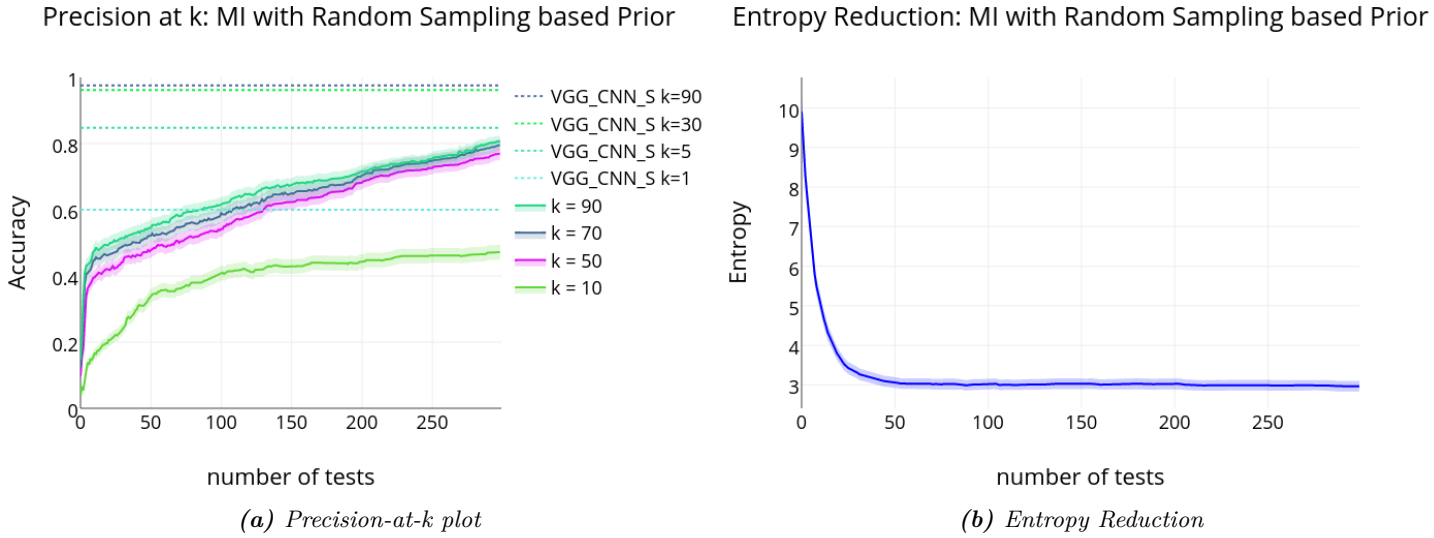 Precision at k: MI with Random Sampling based Prior
Accuracy
1
0.8
0.6
0.4
0.2
0
0 50 100 150 200 250
number of tests
VGG_CNN_S k=90
VGG_CNN_S k=30
VGG_CNN_S k=5
VGG_CNN_S k=1
k = 90
k = 70
k = 50
k = 10
(a) Precision-at-k plot
Entropy Reduction: MI with Random Sampling based Prior
Entropy
10
9
8
7
6
5
4
3
0 50 100 150 200 250
number of tests
(b) Entropy Reduction